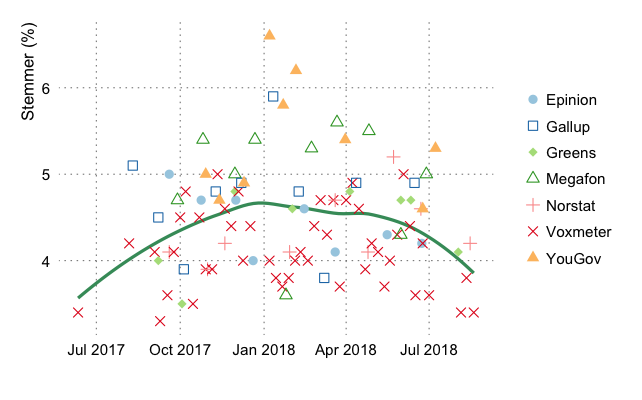 Stemmer (%)
6
5
4
Jul 2017 Oct 2017 Jan 2018 Apr 2018 Jul 2018
Epinion
Gallup
Greens
Megafon
Norstat
Voxmeter
YouGov